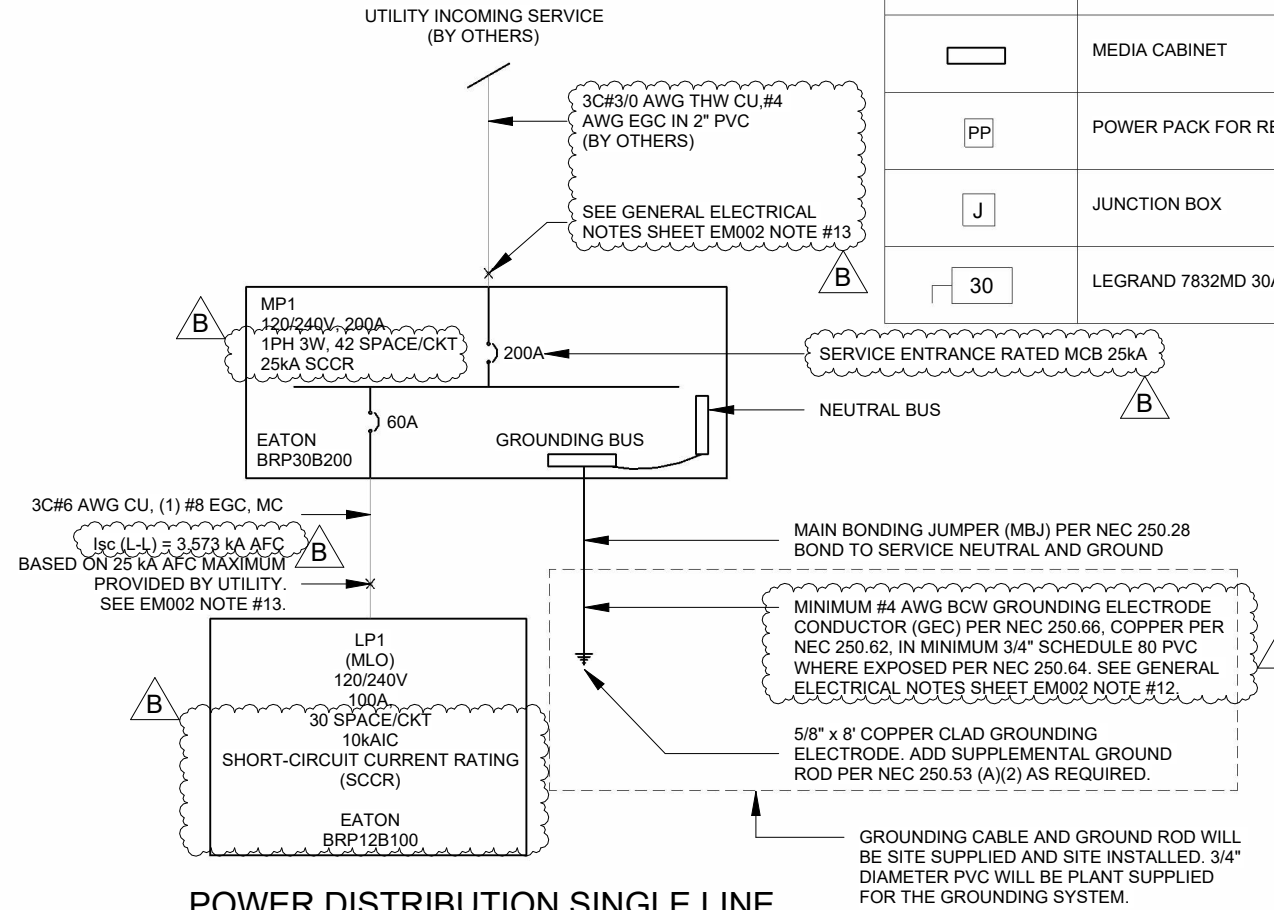 UTILITY INCOMING SERVICE
(BY OTHERS)
MEDIA CABINET
3C#3/0 AWG THW CU,#4
AWG EGC IN 2" PVC
(BY OTHERS)
PP
POWER PACK FOR
SEE GENERAL ELECTRICAL
NOTES SHEET EM002 NOTE #13
J
JUNCTION BOX
B
30
LEGRAND 7832MD
MP1
120/240V, 200A
1PH 3W, 42 SPACE/CKT
25kA SCCR
B
200A
SERVICE ENTRANCE RATED MCB 25kA
B
60A
NEUTRAL BUS
EATON
BRP30B200
GROUNDING BUS
3C#6 AWG CU, (1) #8 EGC, MC
Isc (L-L) = 3.573 kA AFC
B
BASED ON 25 kA AFC MAXIMUM
PROVIDED BY UTILITY.
SEE EM002 NOTE #13.
MAIN BONDING JUMPER (MBJ) PER NEC 250.28
BOND TO SERVICE NEUTRAL AND GROUND
MINIMUM #4 AWG BCW GROUNDING ELECTRODE
CONDUCTOR (GEC) PER NEC 250.66, COPPER PER
NEC 250.62, IN MINIMUM 3/4" SCHEDULE 80 PVC
WHERE EXPOSED PER NEC 250.64. SEE GENERAL
ELECTRICAL NOTES SHEET EM002 NOTE #12.
LP1
(MLO)
120/240V
100A,
30 SPACE/CKT
10kAIC
SHORT-CIRCUIT CURRENT RATING
(SCCR)
EATON
BRP12B100
B
5/8" x 8' COPPER CLAD GROUNDING
ELECTRODE. ADD SUPPLEMENTAL GROUND
ROD PER NEC 250.53 (A)(2) AS REQUIRED.
GROUNDING CABLE AND GROUND ROD WILL
BE SITE SUPPLIED AND SITE INSTALLED. 3/4"
DIAMETER PVC WILL BE PLANT SUPPLIED
FOR THE GROUNDING SYSTEM.
POWER DISTRIBUTION SINGLE LINE